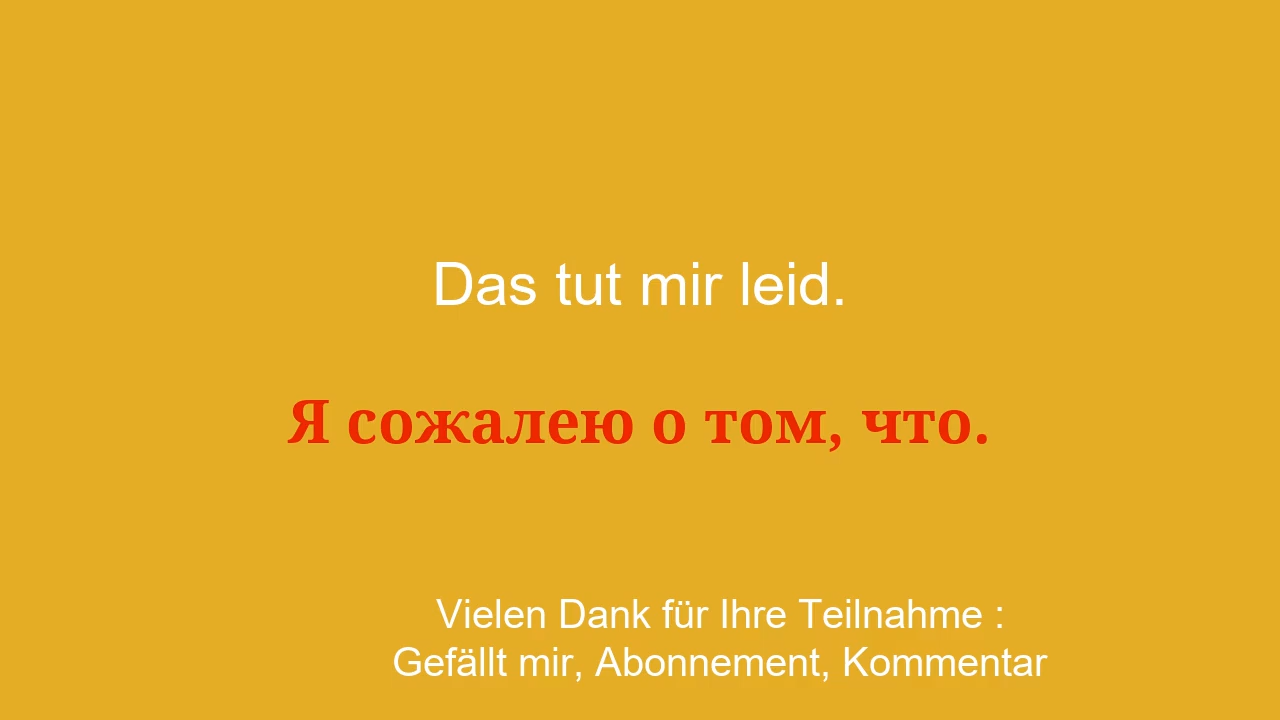 Das tut mir leid.
Я сожалею о том, что.
Vielen Dank für Ihre Teilnahme :
Gefällt mir, Abonnement, Kommentar